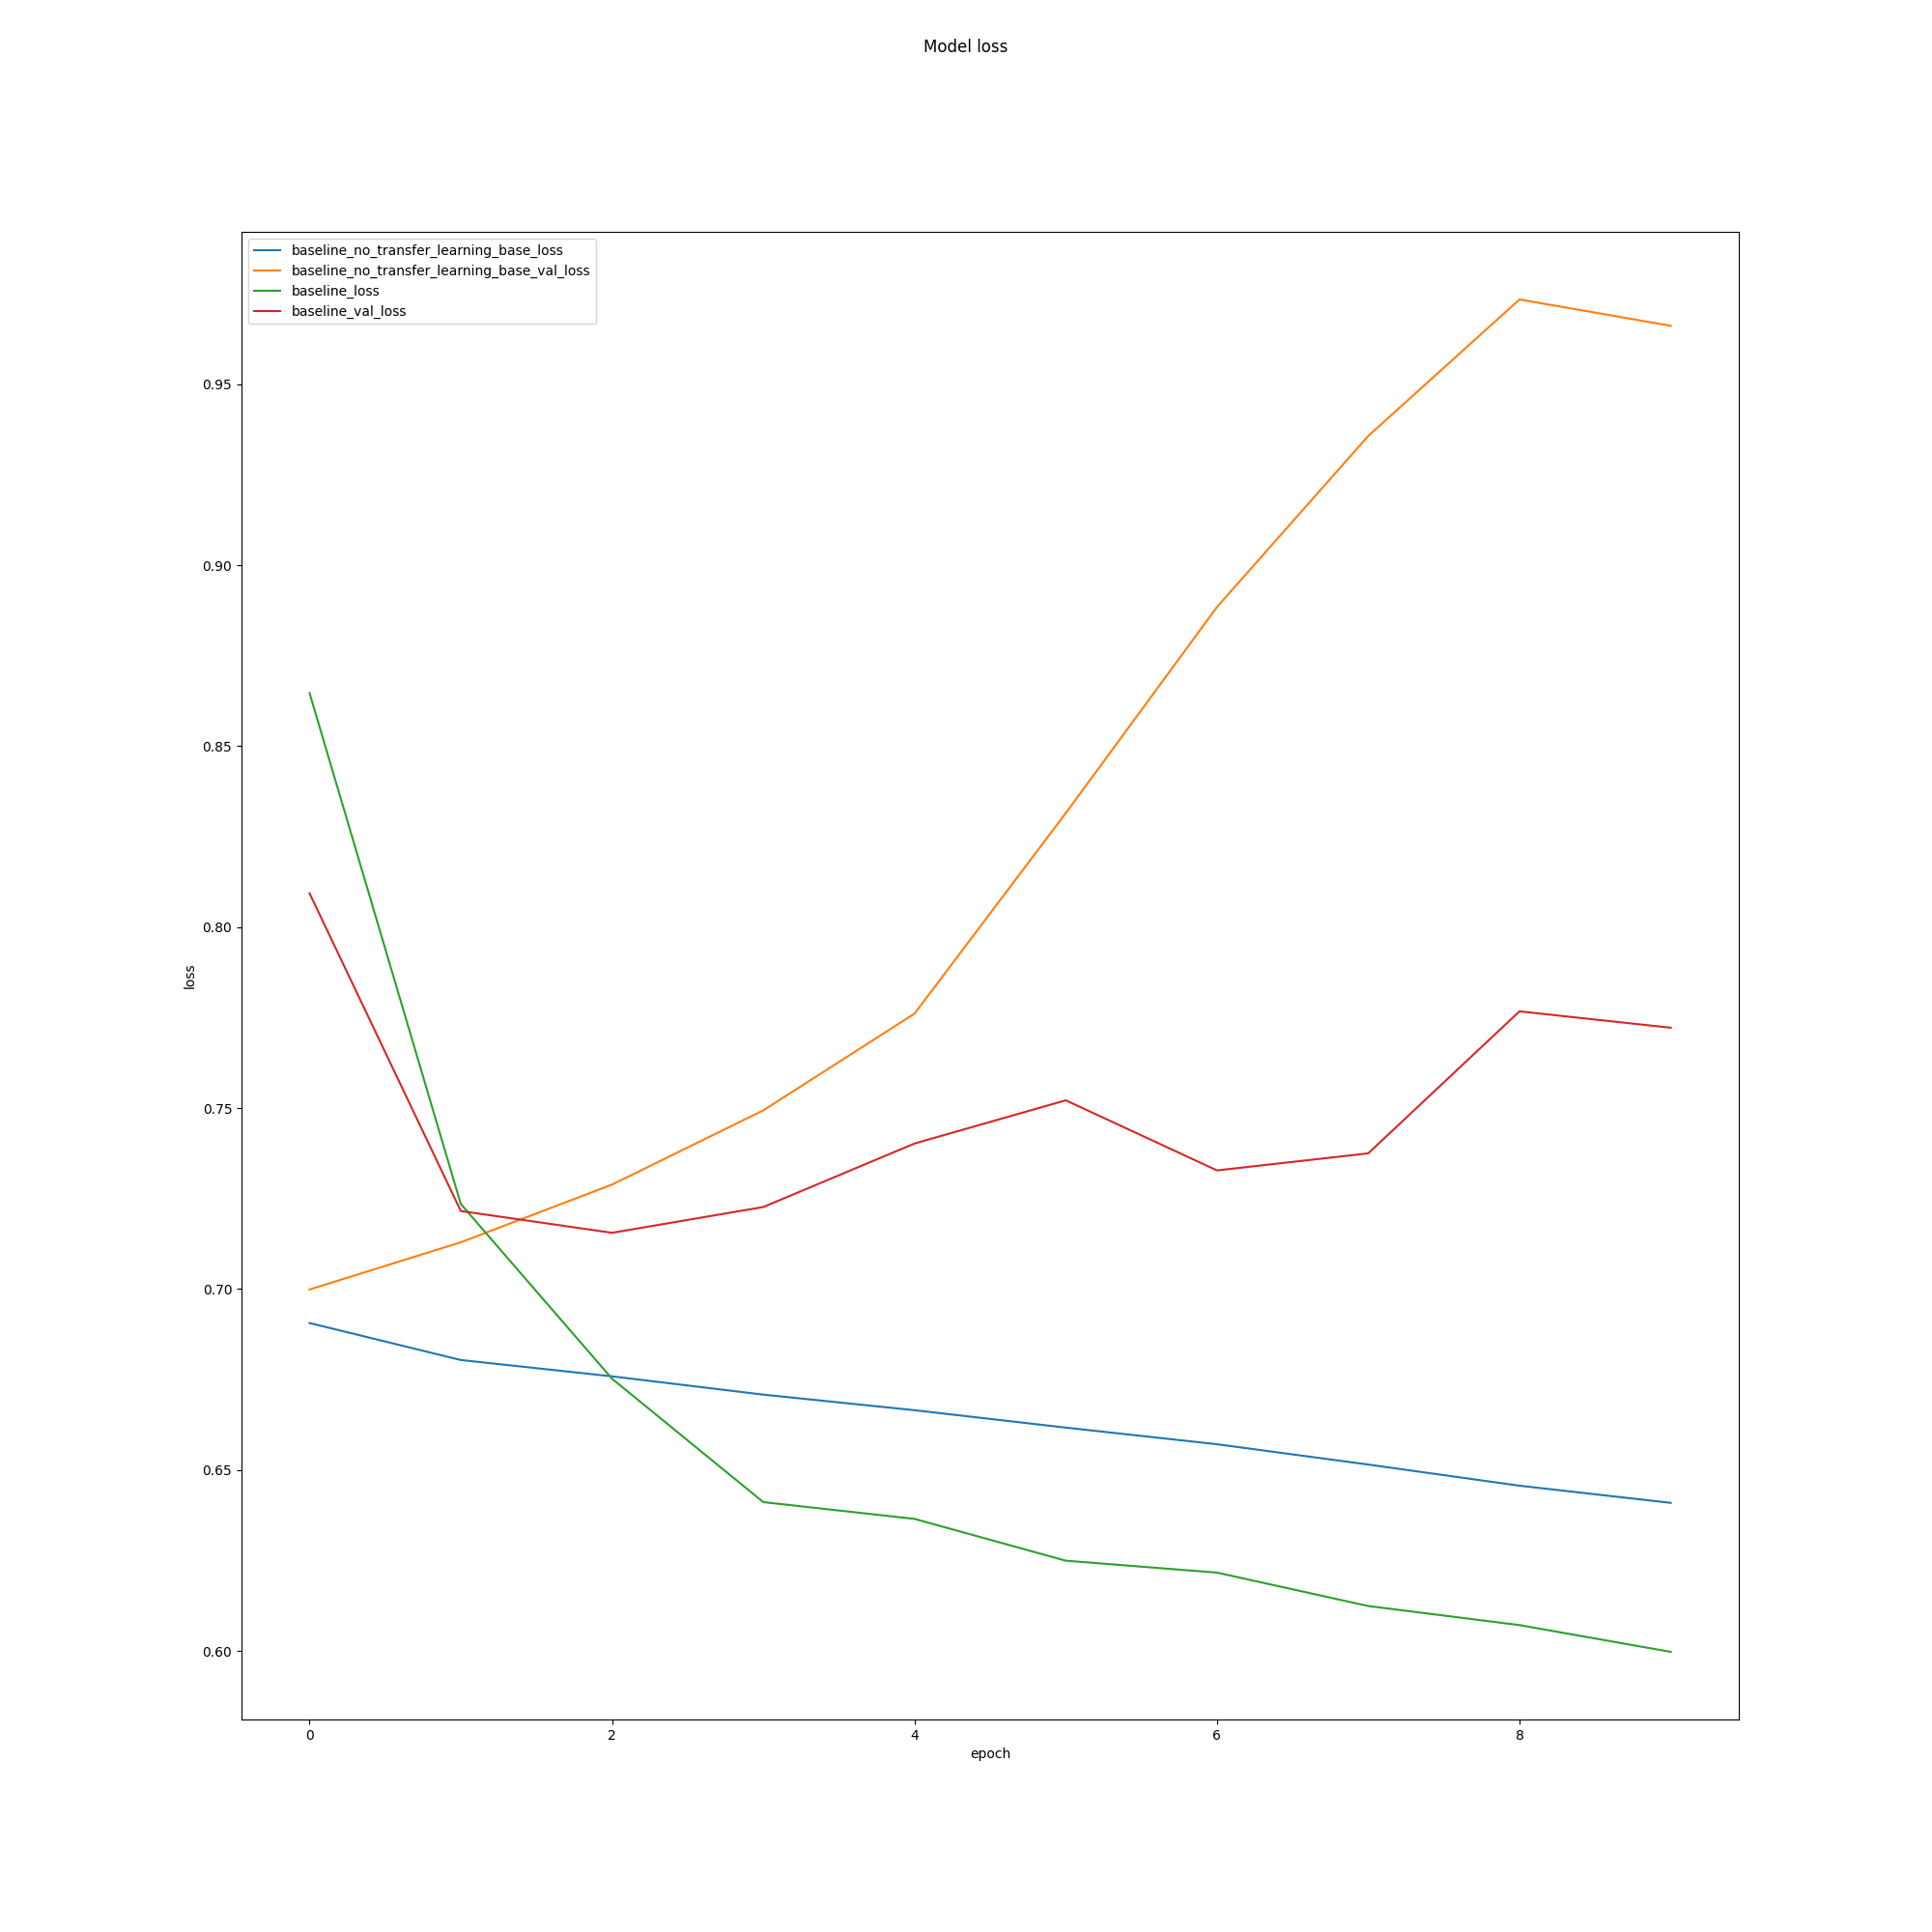 Model loss
baseline_no_transfer_learning_base_loss
baseline_no_transfer_learning_base_val_loss
baseline_loss
baseline_val_loss
0.95
0.90
0.85
0.80
loss
0.75
0.70
0.65
0.60
0 2 4 6 8
epoch